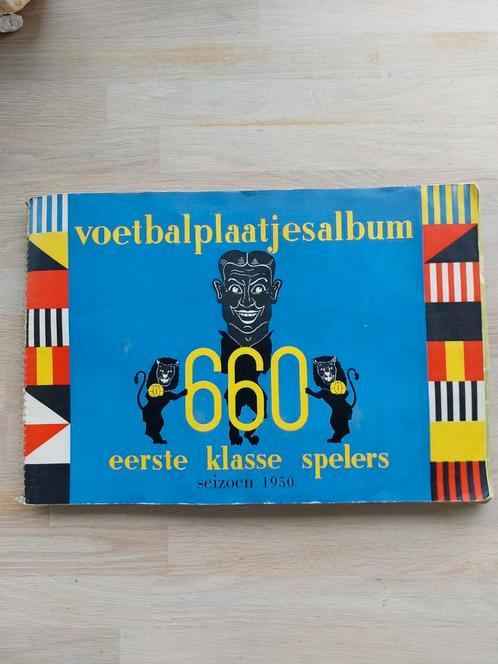 voetbalplaatjesalbum
660
eerste klasse spelers
seizoen 1950